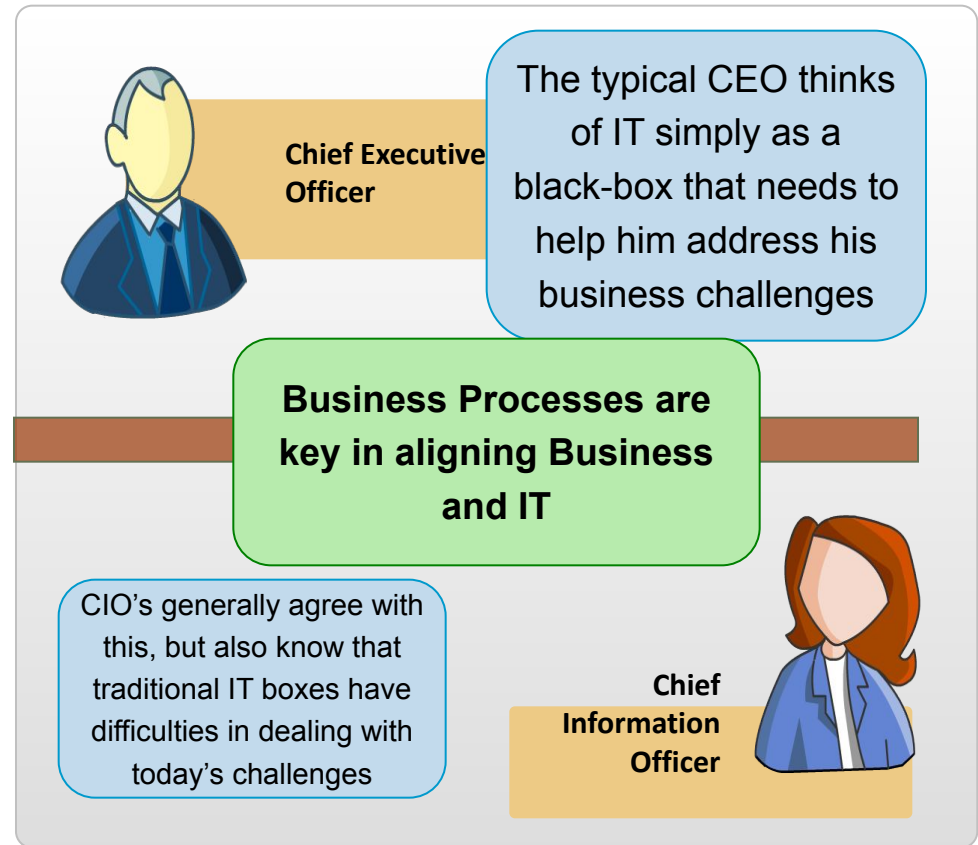 Chief Executive
Officer
The typical CEO thinks
of IT simply as a
black-box that needs to
help him address his
business challenges
Business Processes are
key in aligning Business
and IT
CIO’s generally agree with
this, but also know that
traditional IT boxes have
difficulties in dealing with
today’s challenges
Chief
Information
Officer